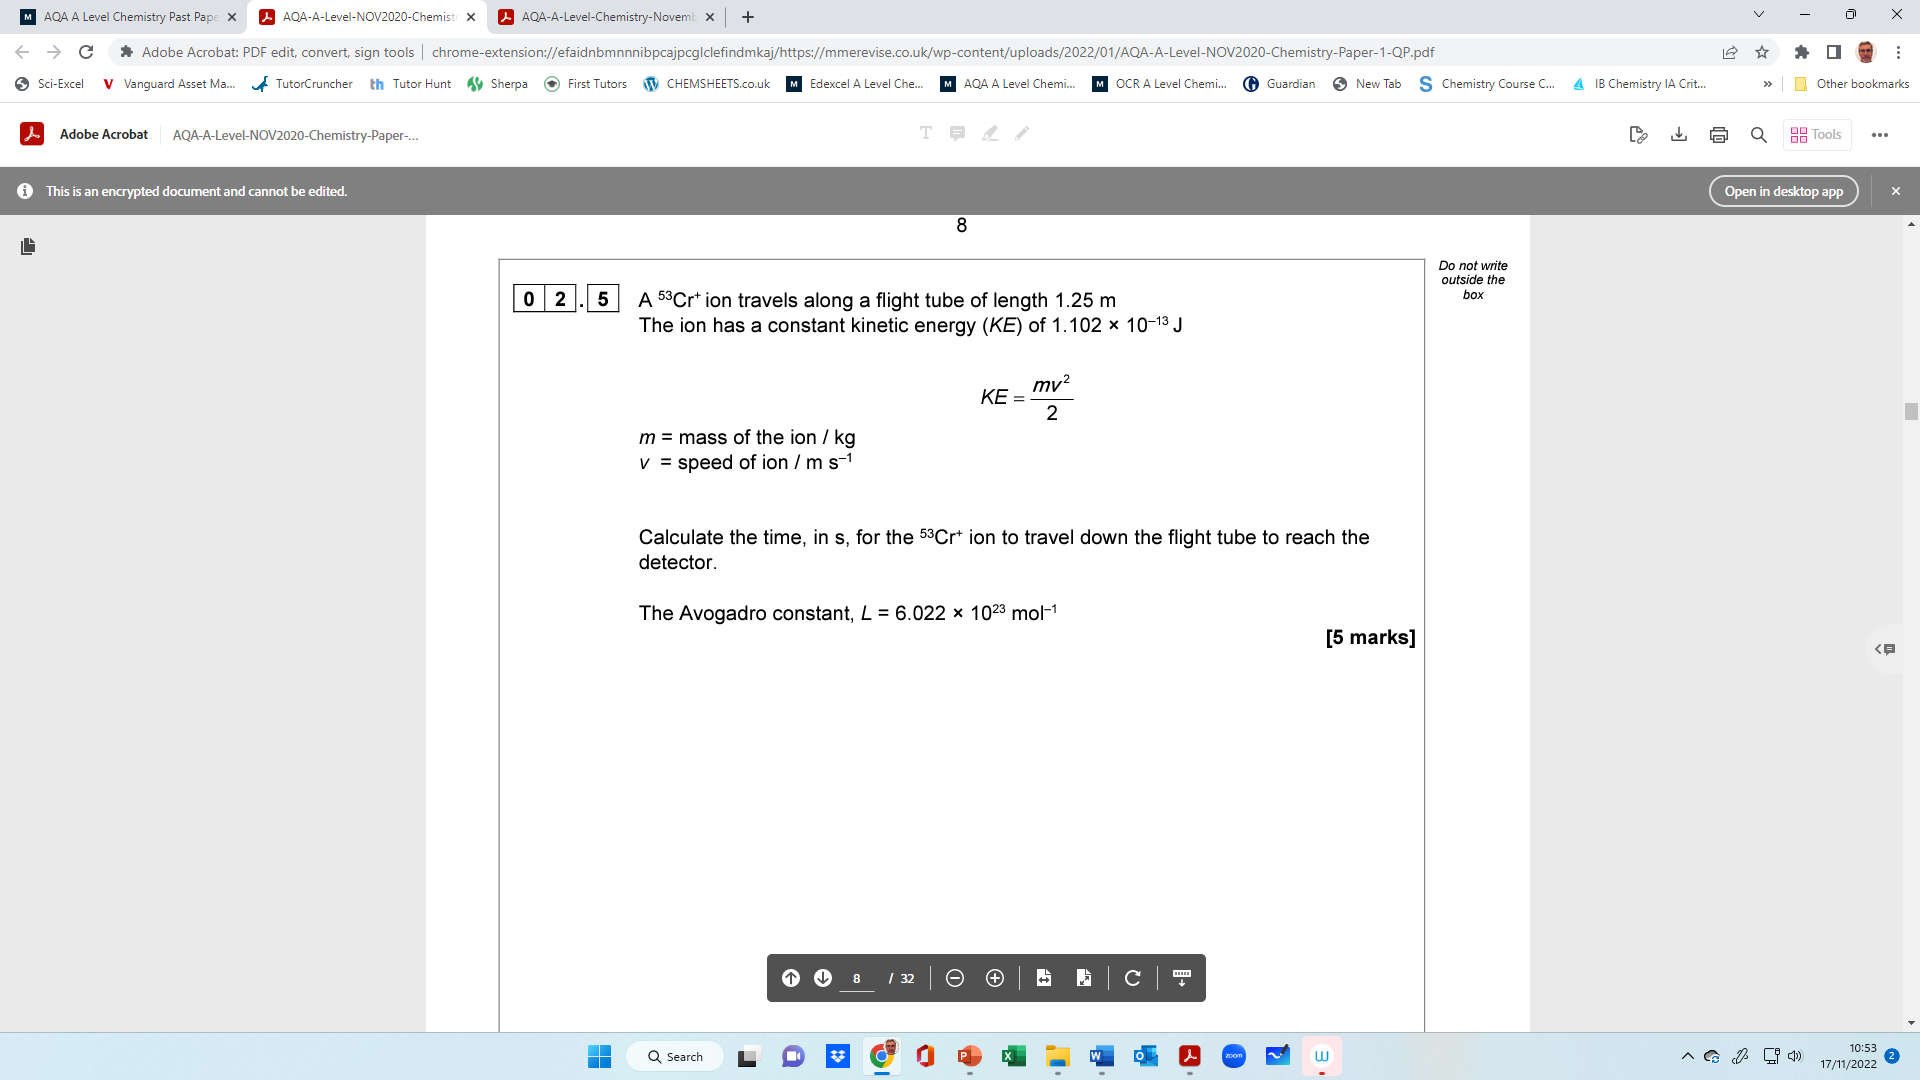 AQA A Level Chemistry Past Pape
AQA-A-Level-NOV2020-Chemist
AQA-A-Level-Chemistry-Novemb
Adobe Acrobat: PDF edit, convert, sign tools | chrome-extension://efaidnbmnnnibpcajpcglclefindmkaj/https://mmerevise.co.uk/wp-content/uploads/2022/01/AQA-A-Level-NOV2020-Chemistry-Paper-1-QP.pdf
Sci-Excel V Vanguard Asset Ma... TutorCruncher th Tutor Hunt Sherpa First Tutors CHEMSHEETS.co.uk M Edexcel A Level Che... M AQA A Level Chemi... M OCR A Level Chemi... Guardian New Tab S Chemistry Course C... IB Chemistry IA Crit... » Other bookmarks
Adobe Acrobat AQA-A-Level-NOV2020-Chemistry-Paper-... T Tools
This is an encrypted document and cannot be edited. Open in desktop app
8
Do not write
outside the
box
0 2 . 5 A ⁵³Cr⁺ ion travels along a flight tube of length 1.25 m
The ion has a constant kinetic energy (KE) of 1.102 × 10⁻¹³ J
KE = mv²
2
m = mass of the ion / kg
v = speed of ion / m s⁻¹
Calculate the time, in s, for the ⁵³Cr⁺ ion to travel down the flight tube to reach the
detector.
The Avogadro constant, L = 6.022 × 10²³ mol⁻¹
[5 marks]
8 / 32
Search
zoom
10:53
17/11/2022 2